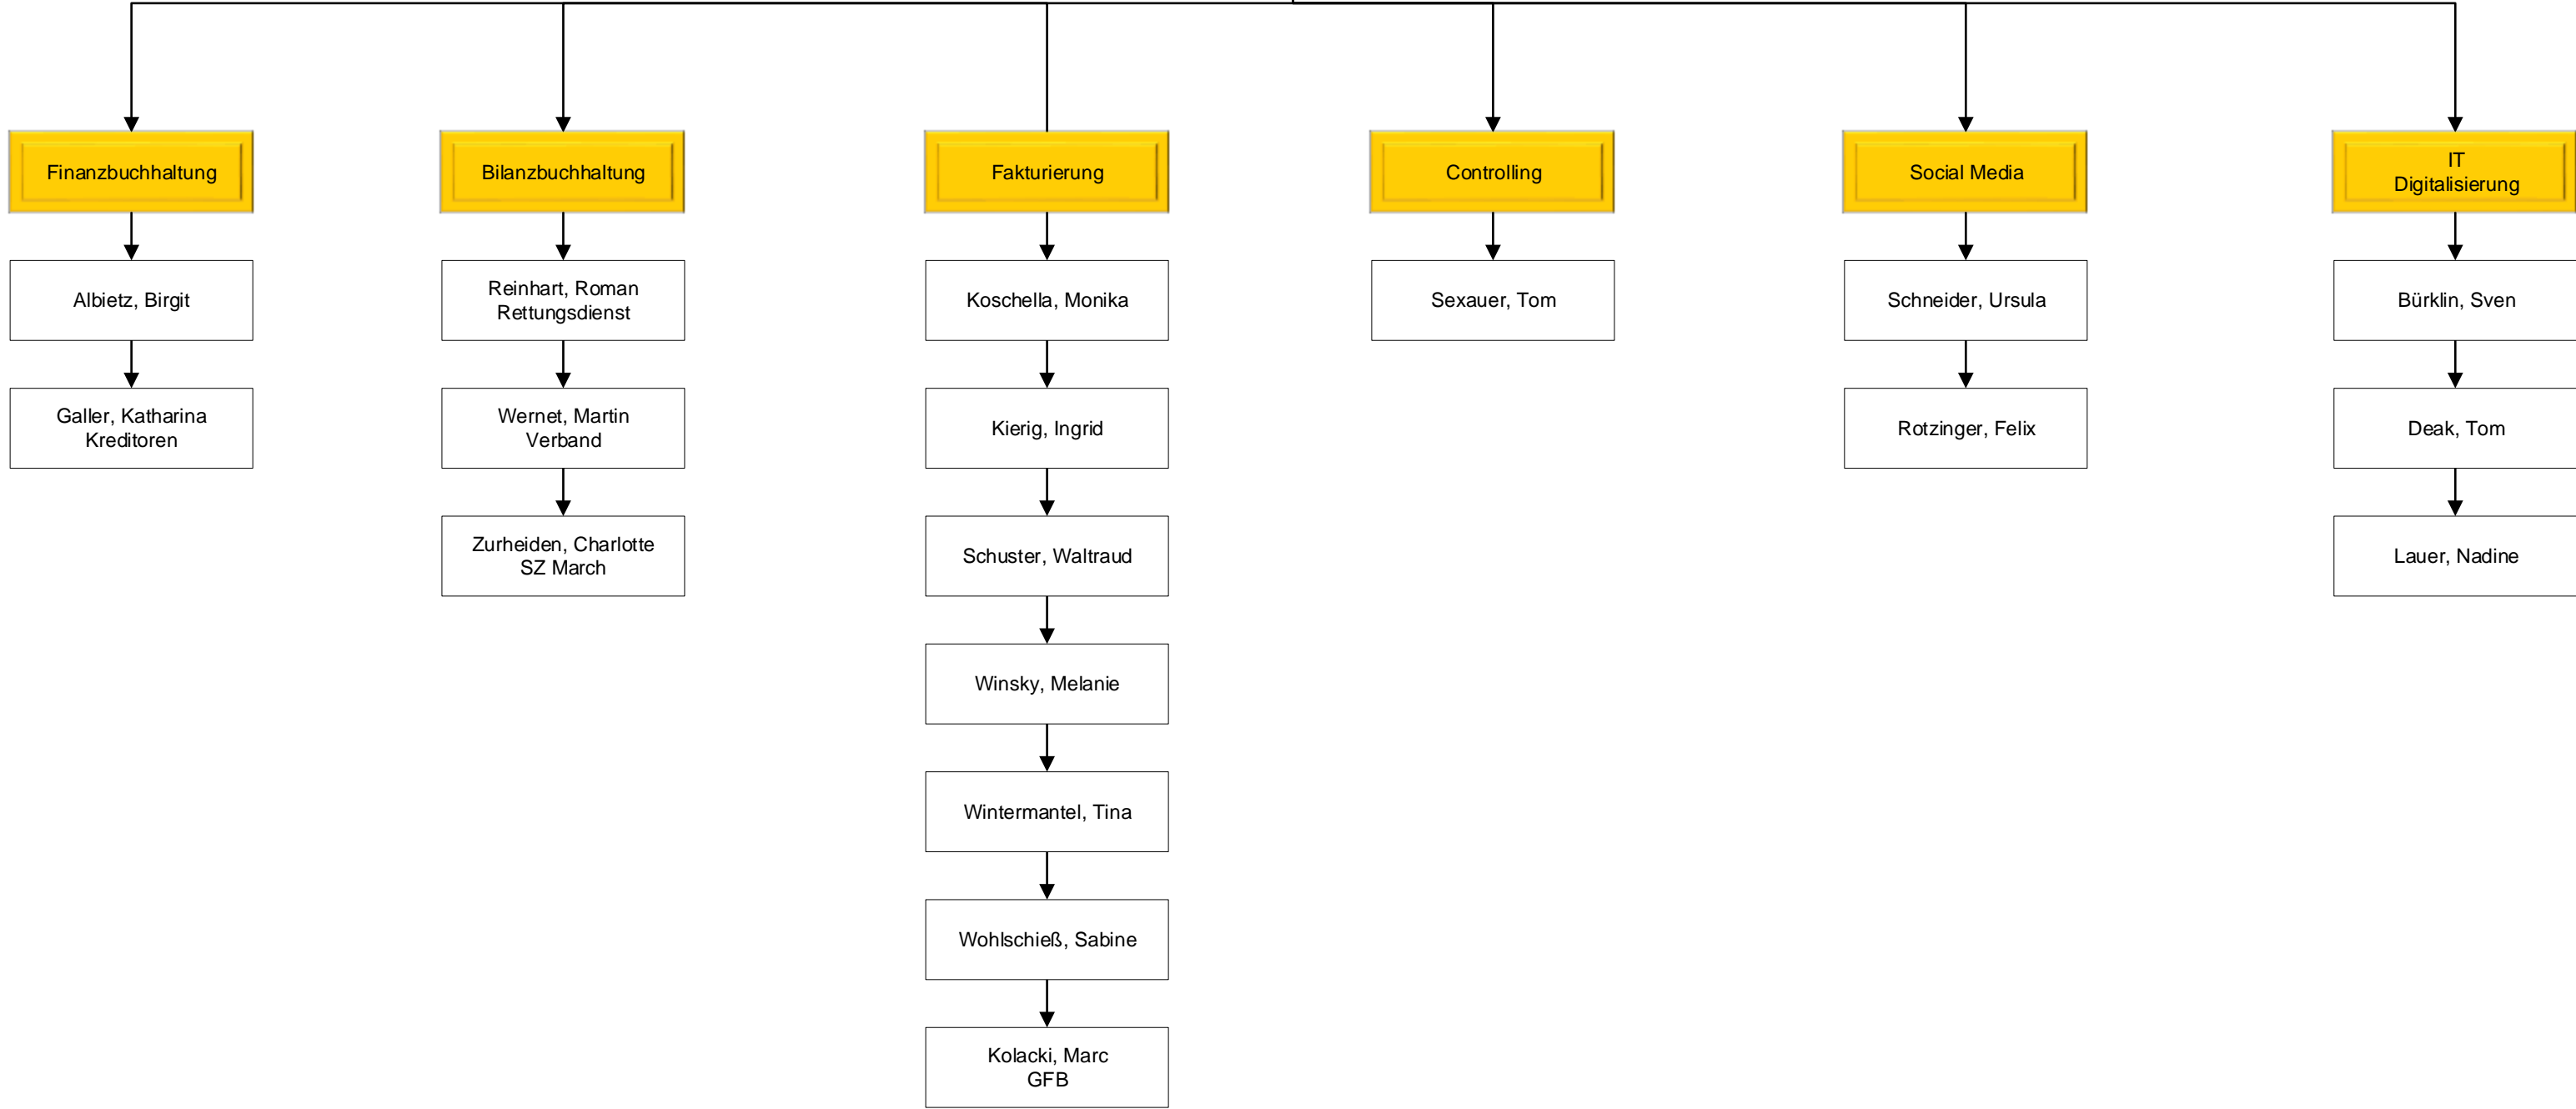 Finanzbuchhaltung
Bilanzbuchhaltung
Fakturierung
Controlling
Social Media
IT
Digitalisierung
Albietz, Birgit
Reinhart, Roman
Rettungsdienst
Koschella, Monika
Sexauer, Tom
Schneider, Ursula
Bürklin, Sven
Galler, Katharina
Kreditoren
Wernet, Martin
Verband
Kierig, Ingrid
Rotzinger, Felix
Deak, Tom
Zurheiden, Charlotte
SZ March
Schuster, Waltraud
Lauer, Nadine
Winsky, Melanie
Wintermantel, Tina
Wohlschieß, Sabine
Kolacki, Marc
GFB